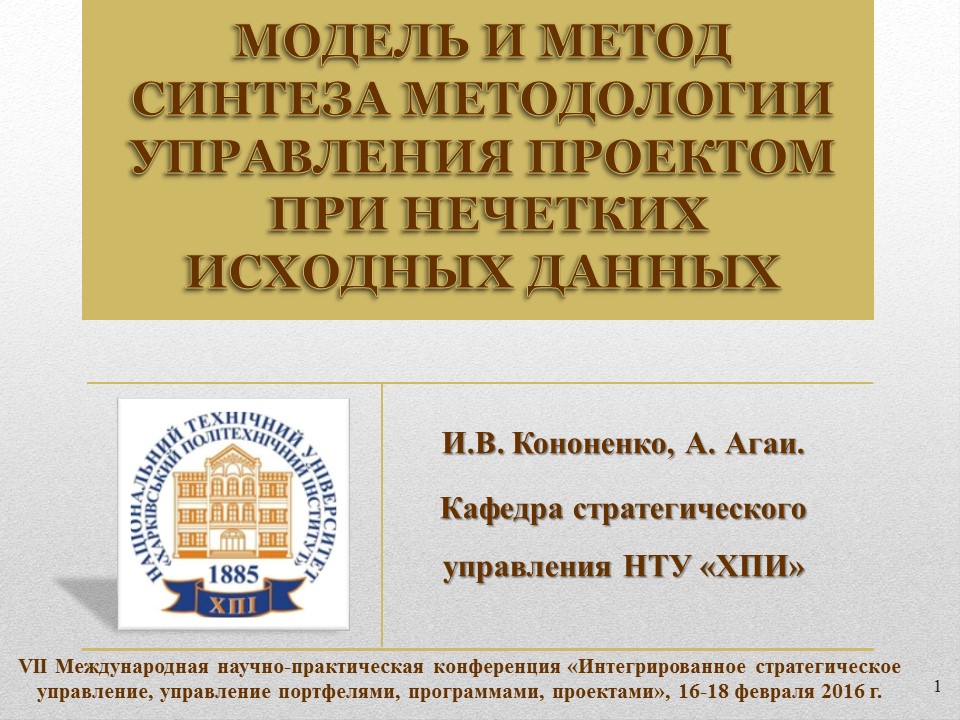 МОДЕЛЬ И МЕТОД
СИНТЕЗА МЕТОДОЛОГИИ
УПРАВЛЕНИЯ ПРОЕКТОМ
ПРИ НЕЧЕТКИХ
ИСХОДНЫХ ДАННЫХ
НАЦІОНАЛЬНИЙ ТЕХНІЧНИЙ УНІВЕРСИТЕТ
«ХАРКІВСЬКИЙ ПОЛІТЕХНІЧНИЙ ІНСТИТУТ»
1885
ХПІ
И.В. Кононенко, А. Агаи.
Кафедра стратегического
управления НТУ «ХПИ»
VII Международная научно-практическая конференция «Интегрированное стратегическое
управление, управление портфелями, программами, проектами», 16-18 февраля 2016 г.
1